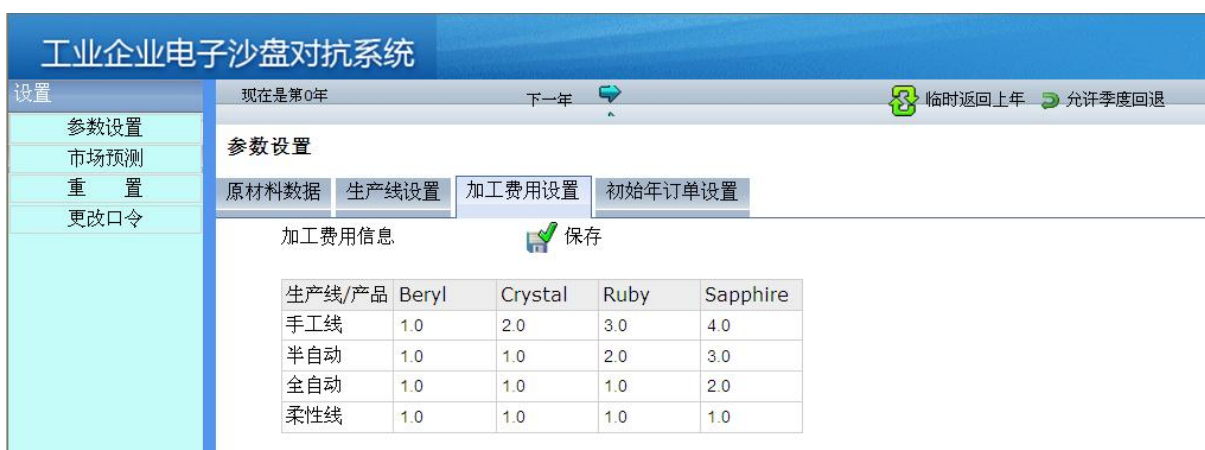 工业企业电子沙盘对抗系统
设置
现在是第0年 下一年 临时返回上年 允许季度回退
参数设置
市场预测
重 置
更改口令
参数设置
原材料数据 生产线设置 加工费用设置 初始年订单设置
加工费用信息 保存
生产线/产品 Beryl Crystal Ruby Sapphire
手工线 1.0 2.0 3.0 4.0
半自动 1.0 1.0 2.0 3.0
全自动 1.0 1.0 1.0 2.0
柔性线 1.0 1.0 1.0 1.0